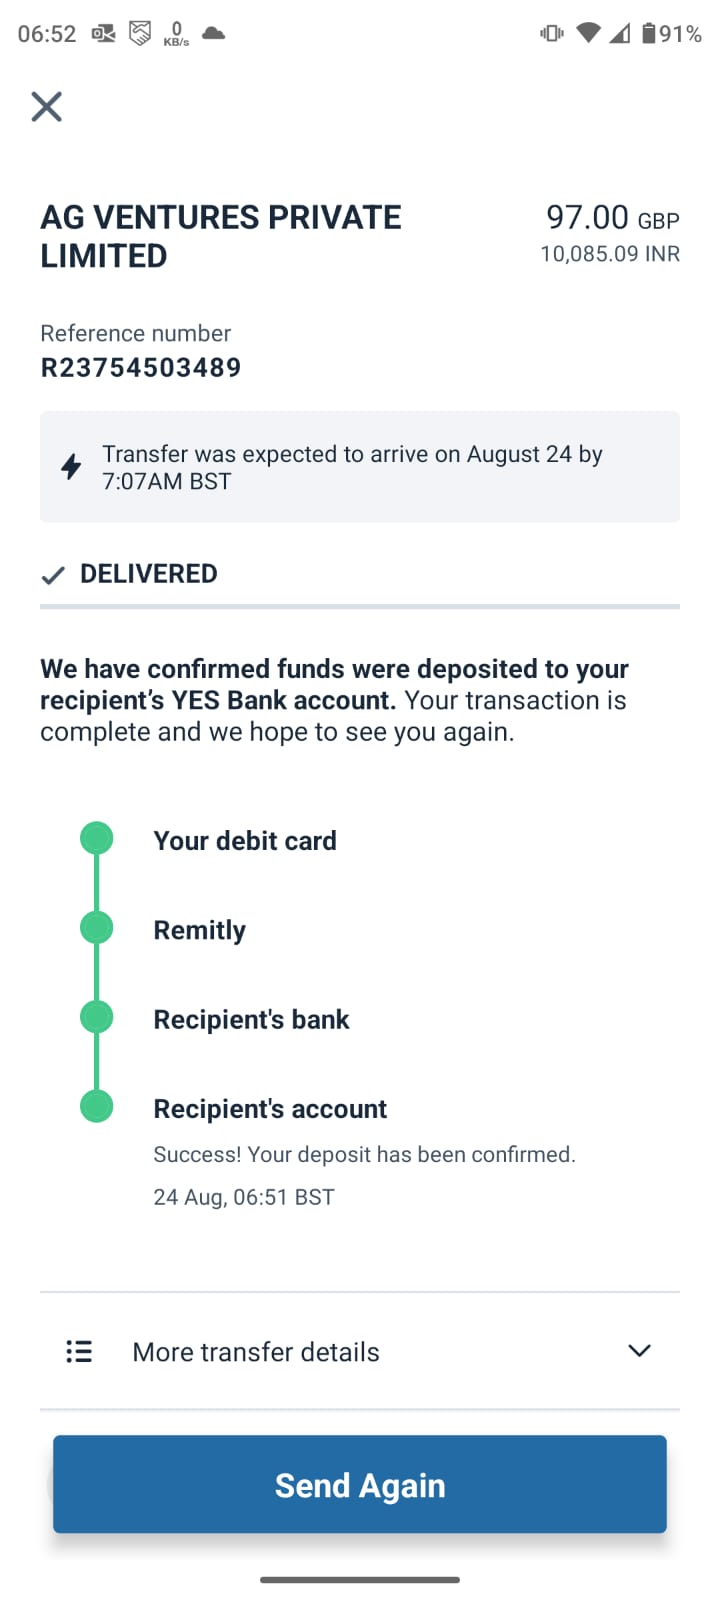 06:52 0 KB/s 91%
AG VENTURES PRIVATE
LIMITED
97.00 GBP
10,085.09 INR
Reference number
R23754503489
Transfer was expected to arrive on August 24 by
7:07AM BST
DELIVERED
We have confirmed funds were deposited to your
recipient's YES Bank account. Your transaction is
complete and we hope to see you again.
Your debit card
Remitly
Recipient's bank
Recipient's account
Success! Your deposit has been confirmed.
24 Aug, 06:51 BST
More transfer details
Send Again